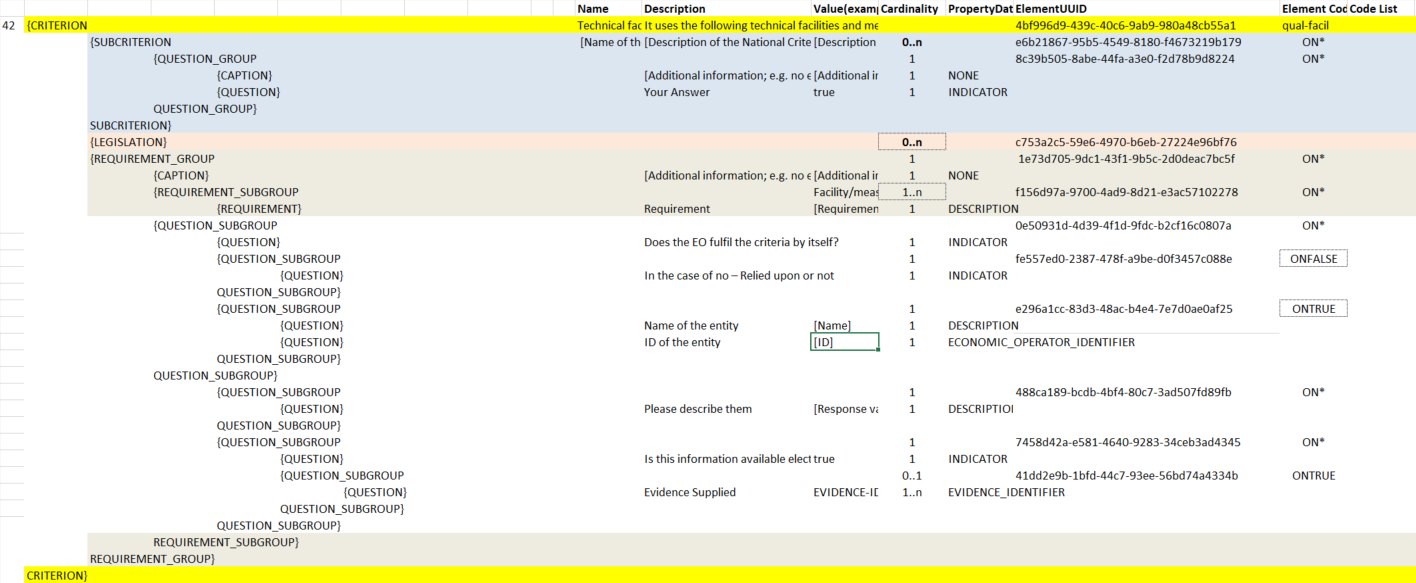 Name Description Value(examp Cardinality PropertyDat ElementUUID Element Cod Code List
42 {CRITERION Technical fac It uses the following technical facilities and me 4bf996d9-439c-40c6-9ab9-980a48cb55a1 qual-facil
{SUBCRITERION [Name of th [Description of the National Crite [Description 0..n e6b21867-95b5-4549-8180-f4673219b179 ON*
{QUESTION_GROUP 1 8c39b505-8abe-44fa-a3e0-f2d78b9d8224 ON*
{CAPTION} [Additional information; e.g. no e [Additional ir 1 NONE
{QUESTION} Your Answer true 1 INDICATOR
QUESTION_GROUP}
SUBCRITERION}
{LEGISLATION} 0..n c753a2c5-59e6-4970-b6eb-27224e96bf76
{REQUIREMENT_GROUP 1 1e73d705-9dc1-43f1-9b5c-2d0deac7bc5f ON*
{CAPTION} [Additional information; e.g. no e [Additional ir 1 NONE
{REQUIREMENT_SUBGROUP Facility/meas 1..n f156d97a-9700-4ad9-8d21-e3ac57102278 ON*
{REQUIREMENT} Requirement [Requiremen 1 DESCRIPTION
{QUESTION_SUBGROUP 0e50931d-4d39-4f1d-9fdc-b2cf16c0807a ON*
{QUESTION} Does the EO fulfil the criteria by itself? 1 INDICATOR
{QUESTION_SUBGROUP 1 fe557ed0-2387-478f-a9be-d0f3457c088e ONFALSE
{QUESTION} In the case of no – Relied upon or not 1 INDICATOR
QUESTION_SUBGROUP}
{QUESTION_SUBGROUP 1 e296a1cc-83d3-48ac-b4e4-7e7d0ae0af25 ONTRUE
{QUESTION} Name of the entity [Name] 1 DESCRIPTION
{QUESTION} ID of the entity [ID] 1 ECONOMIC_OPERATOR_IDENTIFIER
QUESTION_SUBGROUP}
QUESTION_SUBGROUP}
{QUESTION_SUBGROUP 1 488ca189-bcdb-4bf4-80c7-3ad507fd89fb ON*
{QUESTION} Please describe them [Response va 1 DESCRIPTIOI
QUESTION_SUBGROUP}
{QUESTION_SUBGROUP 1 7458d42a-e581-4640-9283-34ceb3ad4345 ON*
{QUESTION} Is this information available elect true 1 INDICATOR
{QUESTION_SUBGROUP 0..1 41dd2e9b-1bfd-44c7-93ee-56bd74a4334b ONTRUE
{QUESTION} Evidence Supplied EVIDENCE-ID 1..n EVIDENCE_IDENTIFIER
QUESTION_SUBGROUP}
QUESTION_SUBGROUP}
REQUIREMENT_SUBGROUP}
REQUIREMENT_GROUP}
CRITERION}